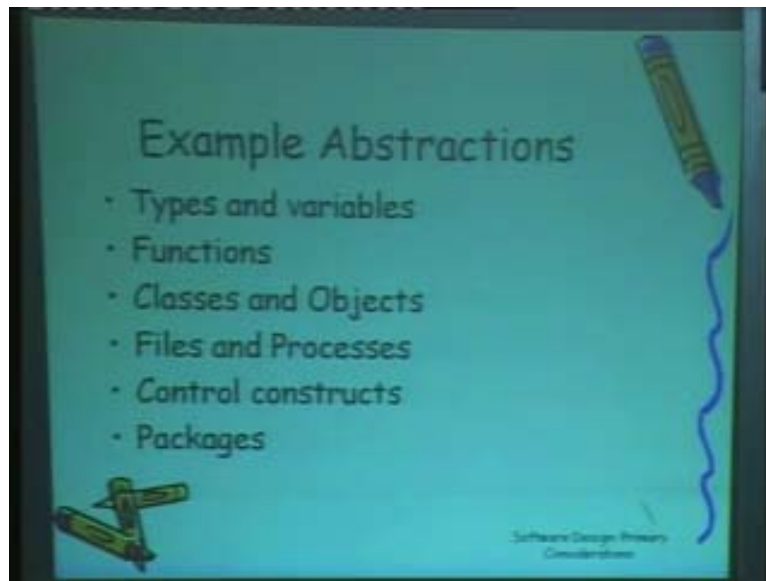 Example Abstractions
• Types and variables
• Functions
• Classes and Objects
• Files and Processes
• Control constructs
• Packages
Software Design Primary
Considerations